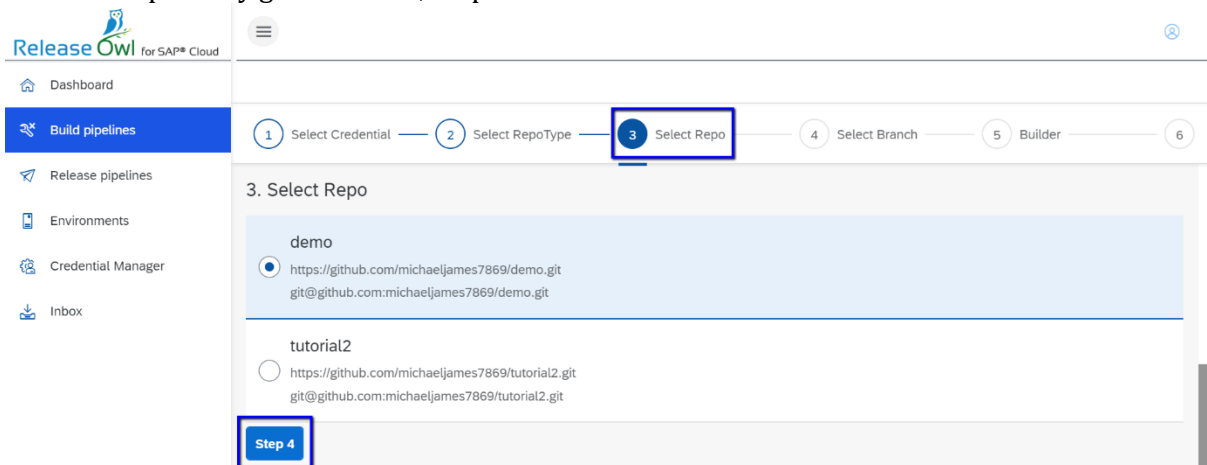 Release Owl for SAP® Cloud
Dashboard
Build pipelines
Release pipelines
Environments
Credential Manager
Inbox
1 Select Credential 2 Select RepoType 3 Select Repo 4 Select Branch 5 Builder 6
3. Select Repo
demo
https://github.com/michaeljames7869/demo.git
git@github.com:michaeljames7869/demo.git
tutorial2
https://github.com/michaeljames7869/tutorial2.git
git@github.com:michaeljames7869/tutorial2.git
Step 4